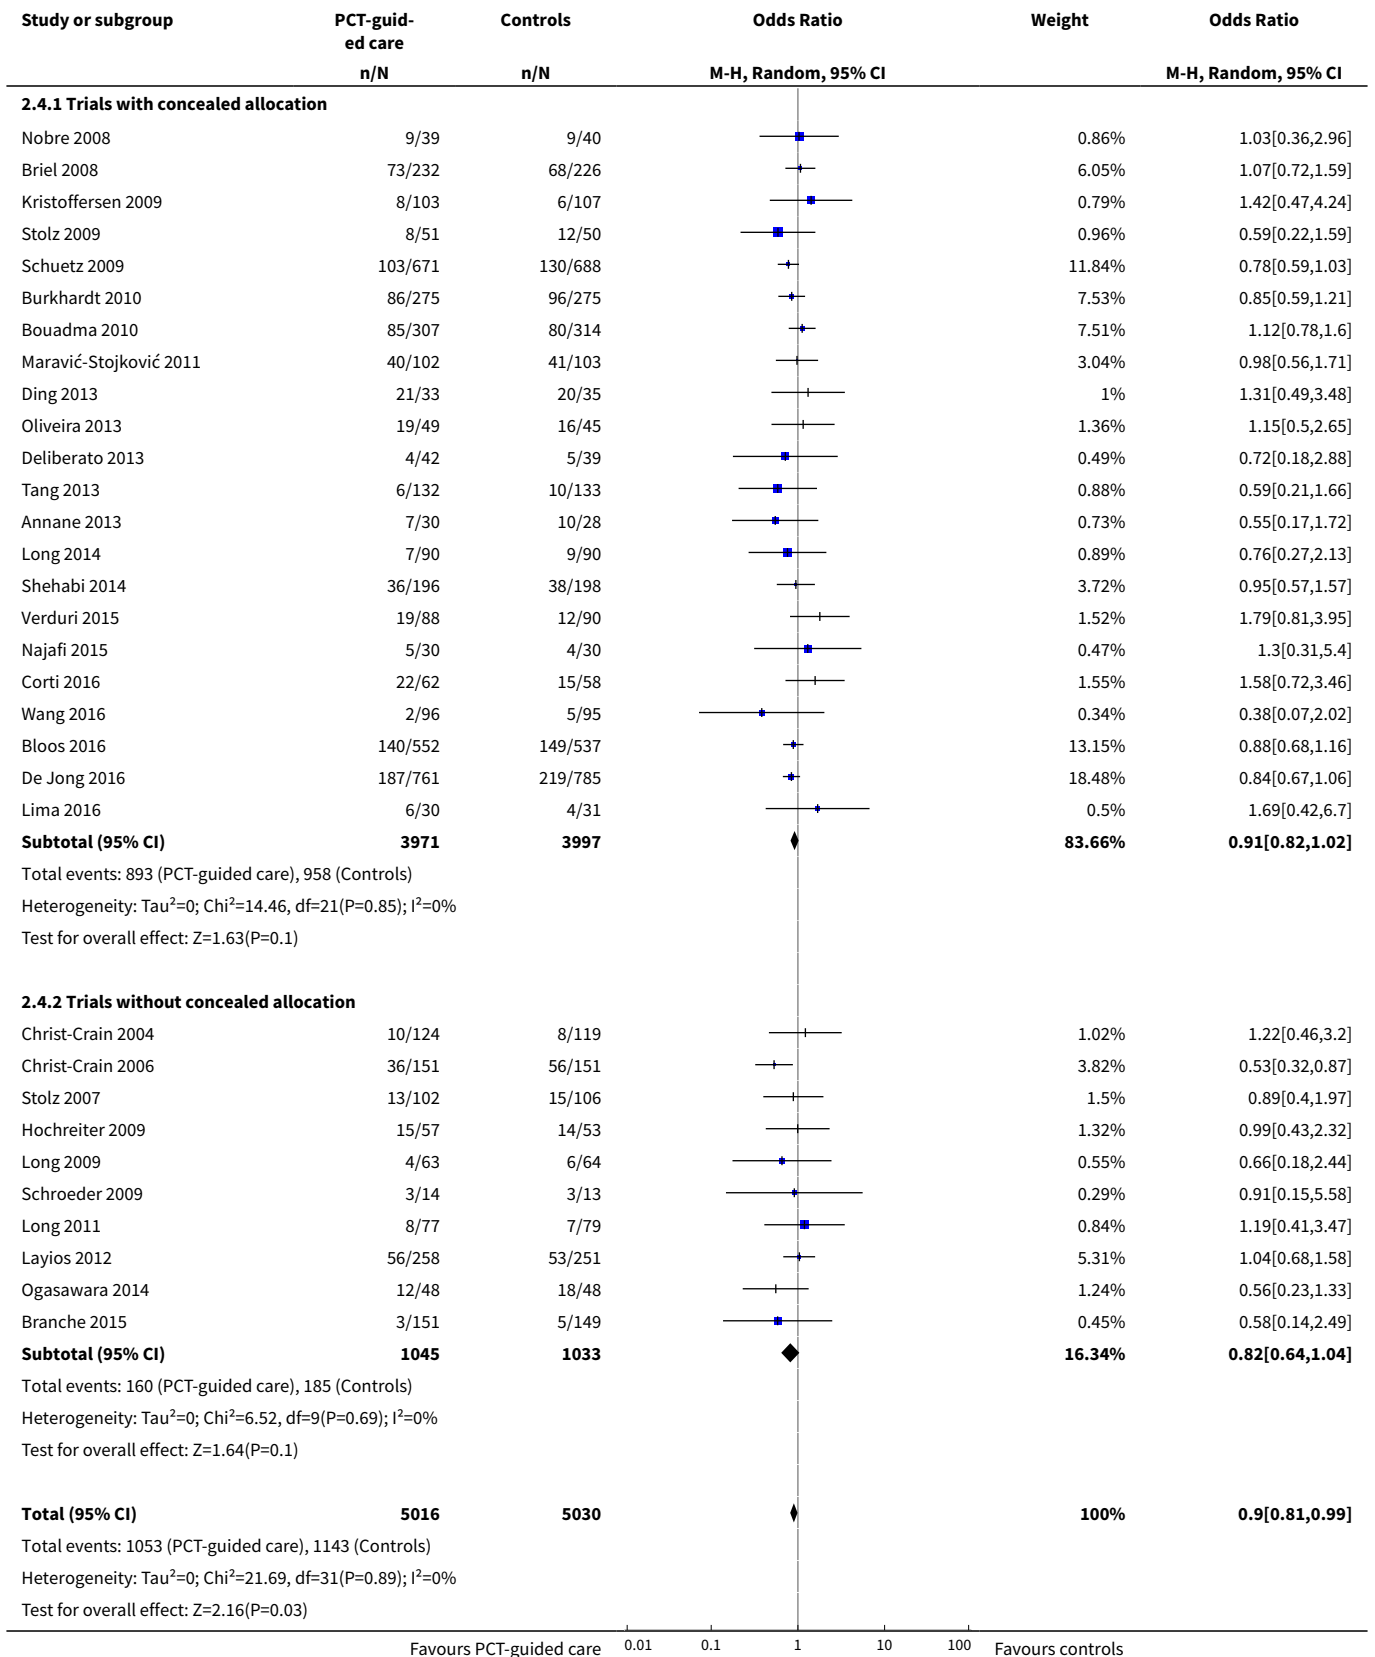 Study or subgroup PCT-guid- Controls Odds Ratio Weight Odds Ratio
ed care
n/N n/N M-H, Random, 95% CI M-H, Random, 95% CI
2.4.1 Trials with concealed allocation
Nobre 2008 9/39 9/40 0.86% 1.03[0.36,2.96]
Briel 2008 73/232 68/226 6.05% 1.07[0.72,1.59]
Kristoffersen 2009 8/103 6/107 0.79% 1.42[0.47,4.24]
Stolz 2009 8/51 12/50 0.96% 0.59[0.22,1.59]
Schuetz 2009 103/671 130/688 11.84% 0.78[0.59,1.03]
Burkhardt 2010 86/275 96/275 7.53% 0.85[0.59,1.21]
Bouadma 2010 85/307 80/314 7.51% 1.12[0.78,1.6]
Maravić-Stojković 2011 40/102 41/103 3.04% 0.98[0.56,1.71]
Ding 2013 21/33 20/35 1% 1.31[0.49,3.48]
Oliveira 2013 19/49 16/45 1.36% 1.15[0.5,2.65]
Deliberato 2013 4/42 5/39 0.49% 0.72[0.18,2.88]
Tang 2013 6/132 10/133 0.88% 0.59[0.21,1.66]
Annane 2013 7/30 10/28 0.73% 0.55[0.17,1.72]
Long 2014 7/90 9/90 0.89% 0.76[0.27,2.13]
Shehabi 2014 36/196 38/198 3.72% 0.95[0.57,1.57]
Verduri 2015 19/88 12/90 1.52% 1.79[0.81,3.95]
Najafi 2015 5/30 4/30 0.47% 1.3[0.31,5.4]
Corti 2016 22/62 15/58 1.55% 1.58[0.72,3.46]
Wang 2016 2/96 5/95 0.34% 0.38[0.07,2.02]
Bloos 2016 140/552 149/537 13.15% 0.88[0.68,1.16]
De Jong 2016 187/761 219/785 18.48% 0.84[0.67,1.06]
Lima 2016 6/30 4/31 0.5% 1.69[0.42,6.7]
Subtotal (95% CI) 3971 3997 83.66% 0.91[0.82,1.02]
Total events: 893 (PCT-guided care), 958 (Controls)
Heterogeneity: Tau²=0; Chi²=14.46, df=21(P=0.85); I²=0%
Test for overall effect: Z=1.63(P=0.1)
2.4.2 Trials without concealed allocation
Christ-Crain 2004 10/124 8/119 1.02% 1.22[0.46,3.2]
Christ-Crain 2006 36/151 56/151 3.82% 0.53[0.32,0.87]
Stolz 2007 13/102 15/106 1.5% 0.89[0.4,1.97]
Hochreiter 2009 15/57 14/53 1.32% 0.99[0.43,2.32]
Long 2009 4/63 6/64 0.55% 0.66[0.18,2.44]
Schroeder 2009 3/14 3/13 0.29% 0.91[0.15,5.58]
Long 2011 8/77 7/79 0.84% 1.19[0.41,3.47]
Layios 2012 56/258 53/251 5.31% 1.04[0.68,1.58]
Ogasawara 2014 12/48 18/48 1.24% 0.56[0.23,1.33]
Branche 2015 3/151 5/149 0.45% 0.58[0.14,2.49]
Subtotal (95% CI) 1045 1033 16.34% 0.82[0.64,1.04]
Total events: 160 (PCT-guided care), 185 (Controls)
Heterogeneity: Tau²=0; Chi²=6.52, df=9(P=0.69); I²=0%
Test for overall effect: Z=1.64(P=0.1)
Total (95% CI) 5016 5030 100% 0.9[0.81,0.99]
Total events: 1053 (PCT-guided care), 1143 (Controls)
Heterogeneity: Tau²=0; Chi²=21.69, df=31(P=0.89); I²=0%
Test for overall effect: Z=2.16(P=0.03)
Favours PCT-guided care 0.01 0.1 1 10 100 Favours controls